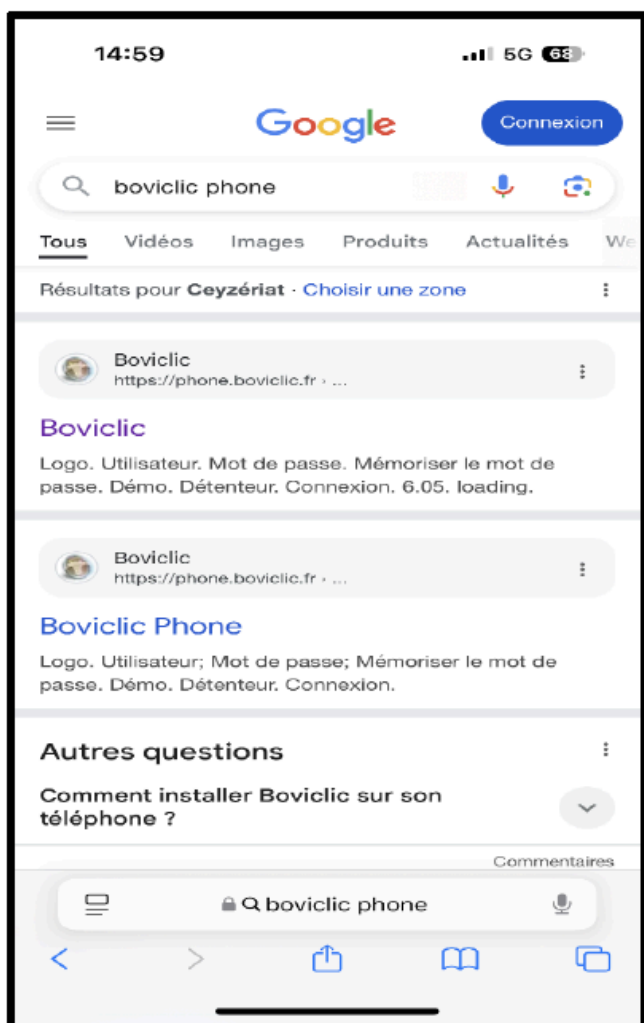 14:59
5G 68
Google
Connexion
boviclic phone
Tous Vidéos Images Produits Actualités We
Résultats pour Ceyzériat · Choisir une zone
Boviclic
https://phone.boviclic.fr › ...
Boviclic
Logo. Utilisateur. Mot de passe. Mémoriser le mot de
passe. Démo. Détenteur. Connexion. 6.05. loading.
Boviclic
https://phone.boviclic.fr › ...
Boviclic Phone
Logo. Utilisateur; Mot de passe; Mémoriser le mot de
passe. Démo. Détenteur. Connexion.
Autres questions
Comment installer Boviclic sur son
téléphone ?
Commentaires
boviclic phone